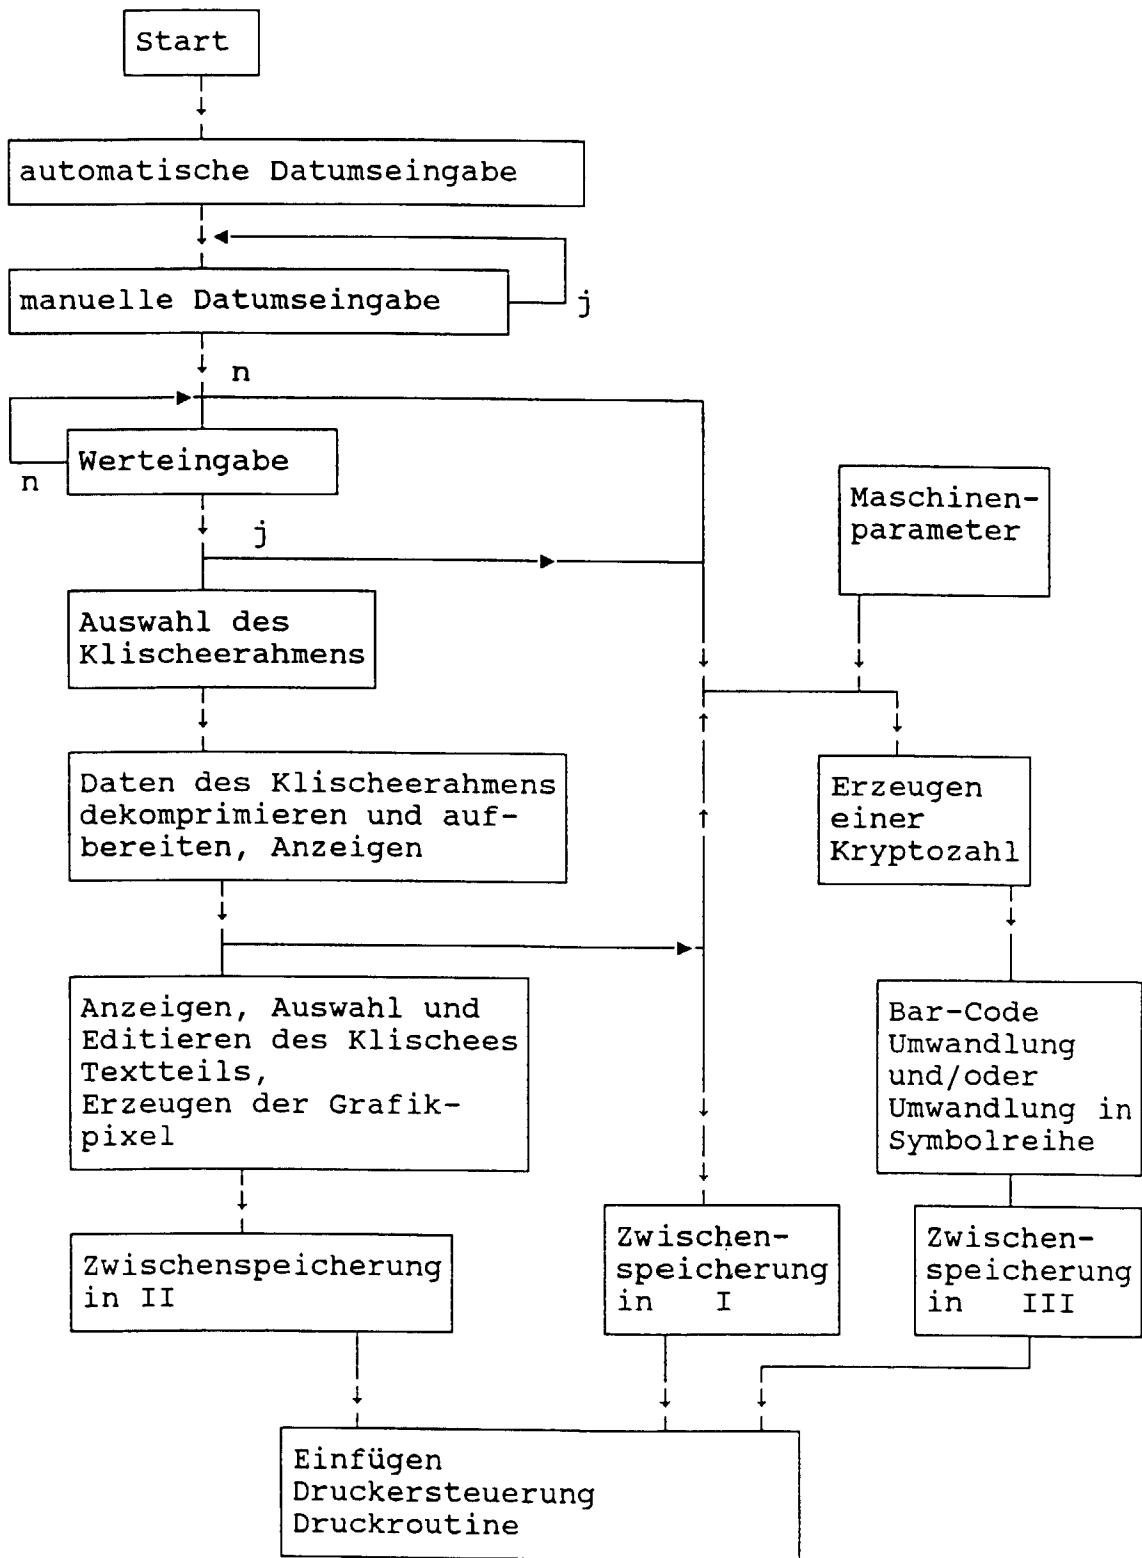 Start
automatische Datumseingabe
manuelle Datumseingabe
j
n
Werteingabe
n
j
Maschinen-
parameter
Auswahl des
Klischeerahmens
Daten des Klischeerahmens
dekomprimieren und auf-
bereiten, Anzeigen
Erzeugen
einer
Kryptozahl
Anzeigen, Auswahl und
Editieren des Klischees
Textteils,
Erzeugen der Grafik-
pixel
Bar-Code
Umwandlung
und/oder
Umwandlung in
Symbolreihe
Zwischenspeicherung
in II
Zwischen-
speicherung
in I
Zwischen-
speicherung
in III
Einfügen
Druckersteuerung
Druckroutine